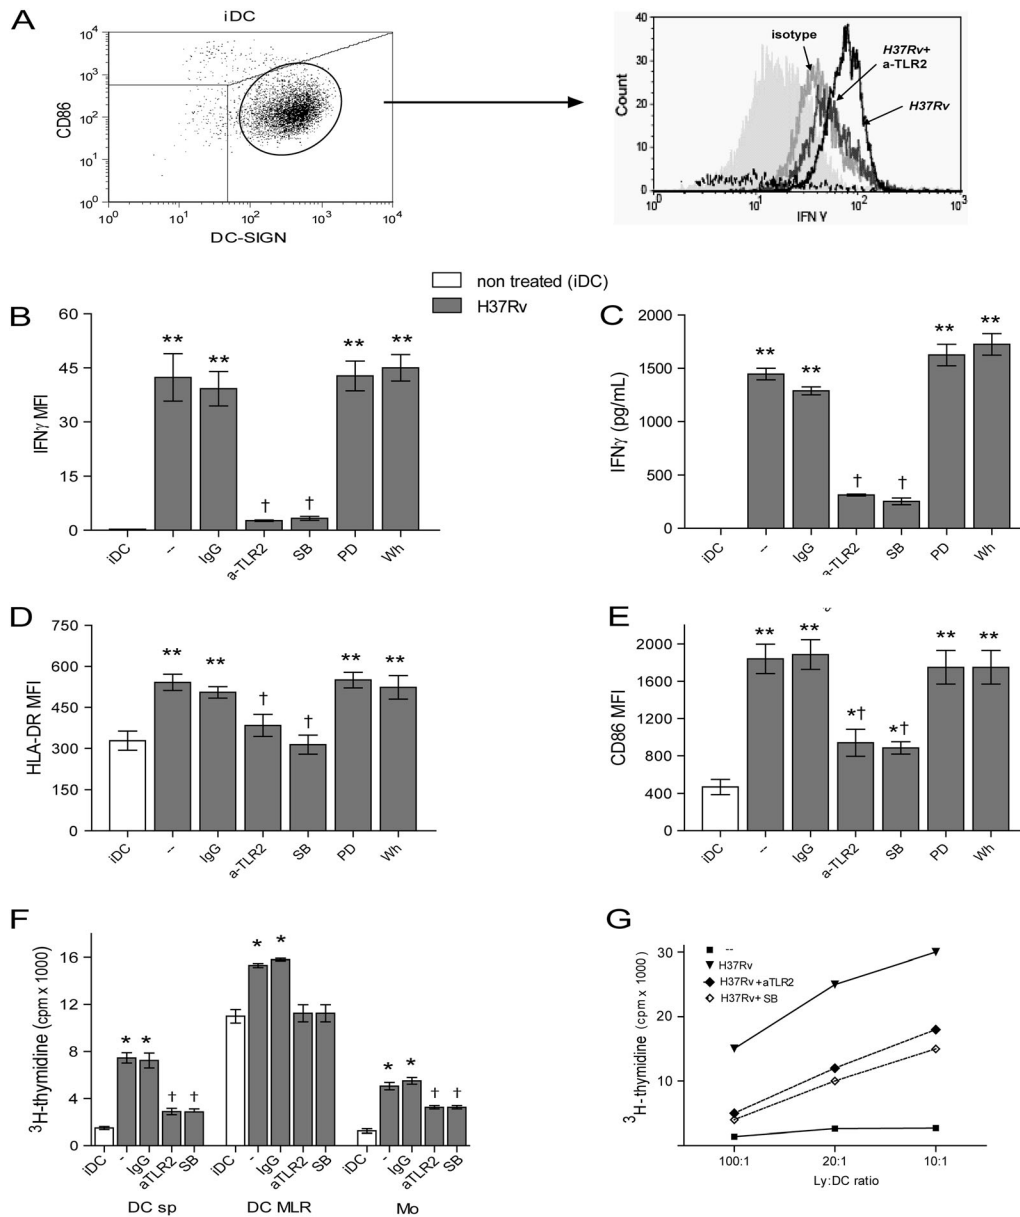 A
iDC
CD86
10⁴
10³
10²
10¹
10⁰
10⁰ 10¹ 10² 10³ 10⁴
DC-SIGN
isotype
H37Rv+
a-TLR2
H37Rv
Count
40
30
20
10
0
10⁰ 10¹ 10² 10³
IFN γ
non treated (iDC)
H37Rv
B
IFNγ MFI
60
45
30
15
0
** ** † † ** **
iDC -- IgG a-TLR2 SB PD Wh
C
IFNγ (pg/mL)
2000
1500
1000
500
0
** ** † † ** **
iDC -- IgG a-TLR2 SB PD Wh
D
HLA-DR MFI
750
600
450
300
150
0
** ** † † ** **
iDC -- IgG a-TLR2 SB PD Wh
E
CD86 MFI
2000
1600
1200
800
400
0
** ** *† *† ** **
iDC -- IgG a-TLR2 SB PD Wh
F
³H-thymidine (cpm x 1000)
16
12
8
4
0
* * † † * * * * † †
iDC - IgG aTLR2 SB iDC - IgG aTLR2 SB iDC - IgG aTLR2 SB
DC sp DC MLR Mo
G
³H-thymidine (cpm x 1000)
30
20
10
--
H37Rv
H37Rv +aTLR2
H37Rv+ SB
100:1 20:1 10:1
Ly:DC ratio